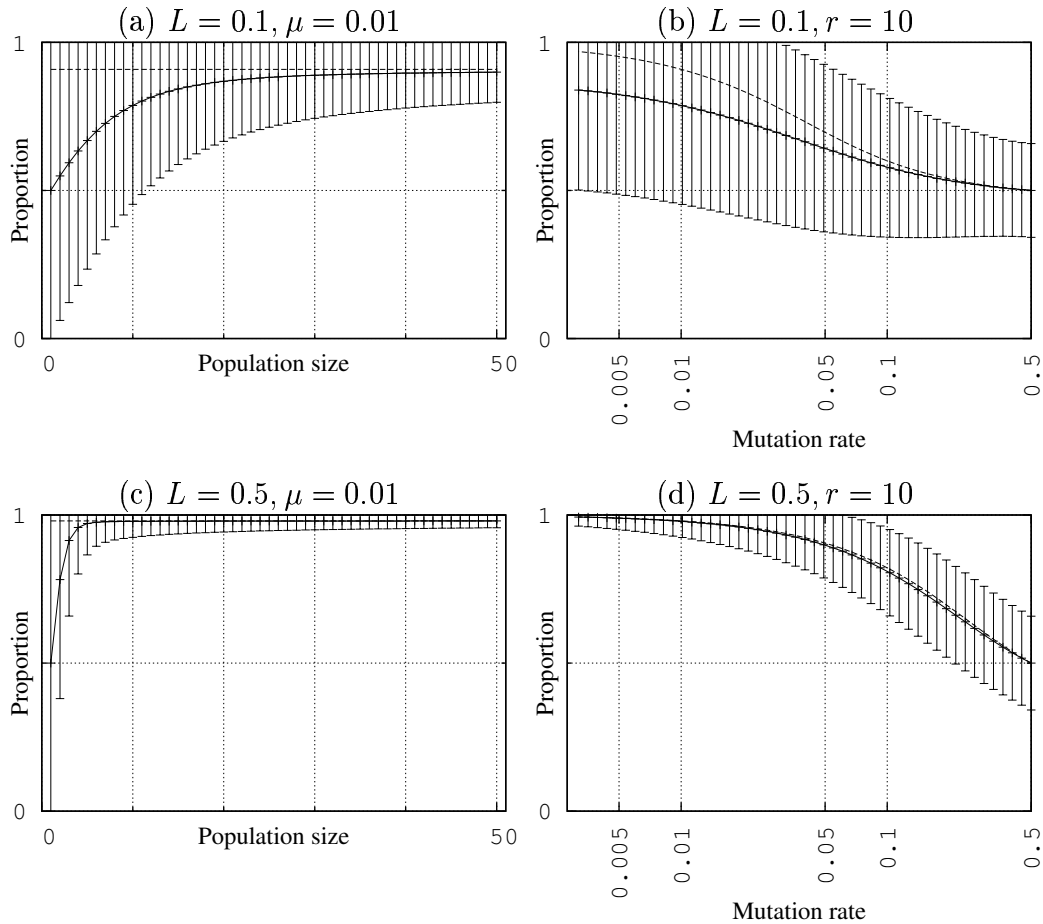 (a) L = 0.1, μ = 0.01
1
Proportion
0
0
Population size
50
(b) L = 0.1, r = 10
1
Proportion
0
0.005
0.01
0.05
0.1
0.5
Mutation rate
(c) L = 0.5, μ = 0.01
1
Proportion
0
0
Population size
50
(d) L = 0.5, r = 10
1
Proportion
0
0.005
0.01
0.05
0.1
0.5
Mutation rate